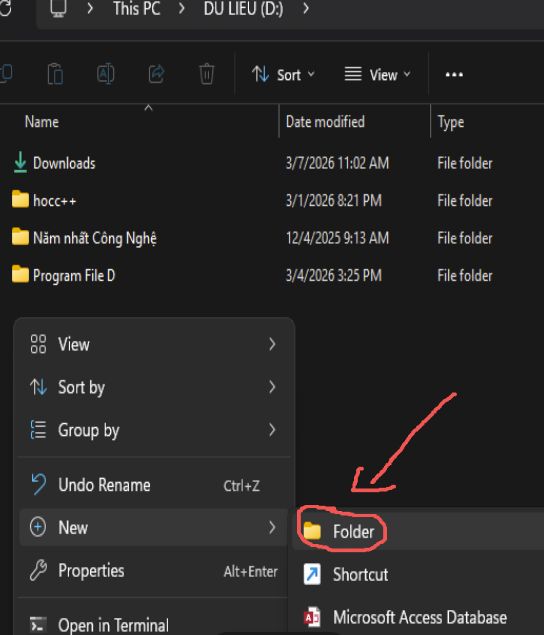 This PC > DU LIEU (D:) >
Sort View ...
Name Date modified Type
Downloads 3/7/2026 11:02 AM File folder
hocc++ 3/1/2026 8:21 PM File folder
Năm nhất Công Nghệ 12/4/2025 9:13 AM File folder
Program File D 3/4/2026 3:25 PM File folder
View
Sort by
Group by
Undo Rename Ctrl+Z
New
Folder
Properties Alt+Enter
Shortcut
Open in Terminal
Microsoft Access Database